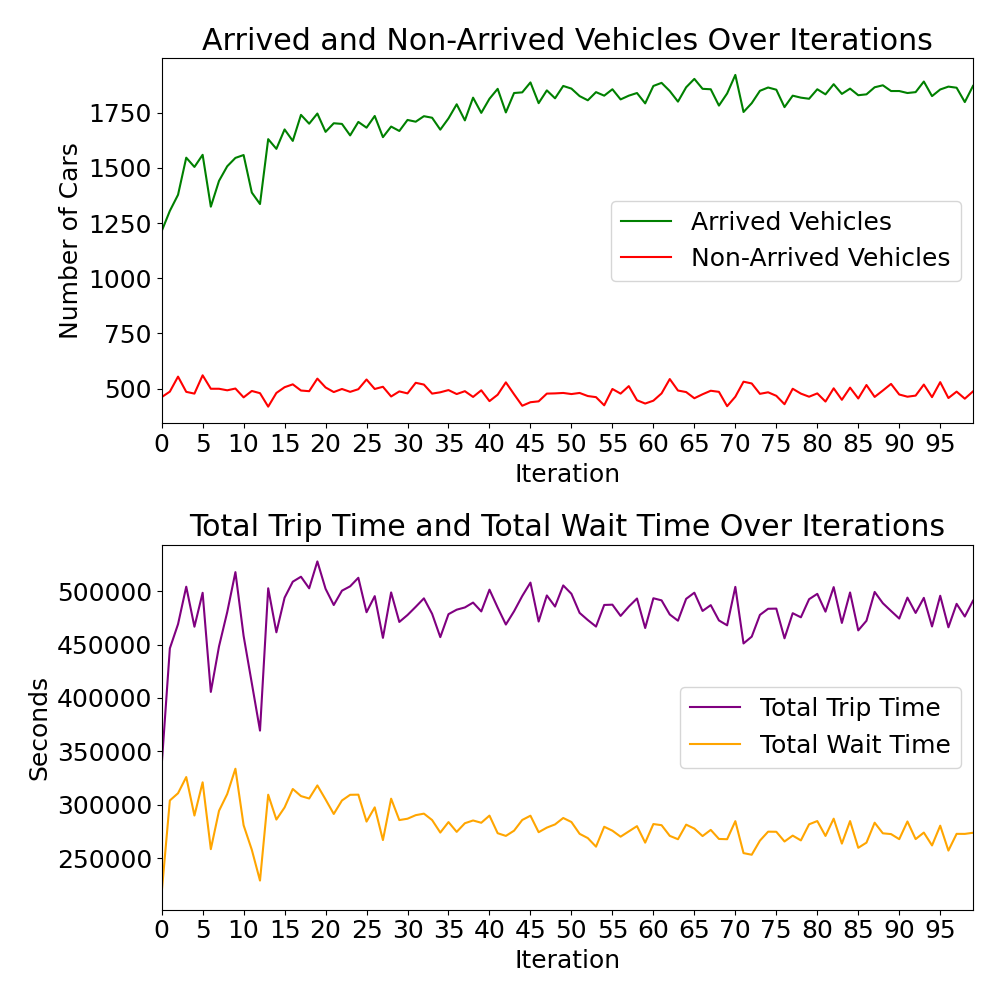 Arrived and Non-Arrived Vehicles Over Iterations
1750
1500
1250
1000
750
500
Number of Cars
Arrived Vehicles
Non-Arrived Vehicles
0 5 10 15 20 25 30 35 40 45 50 55 60 65 70 75 80 85 90 95
Iteration
Total Trip Time and Total Wait Time Over Iterations
500000
450000
400000
350000
300000
250000
Seconds
Total Trip Time
Total Wait Time
0 5 10 15 20 25 30 35 40 45 50 55 60 65 70 75 80 85 90 95
Iteration